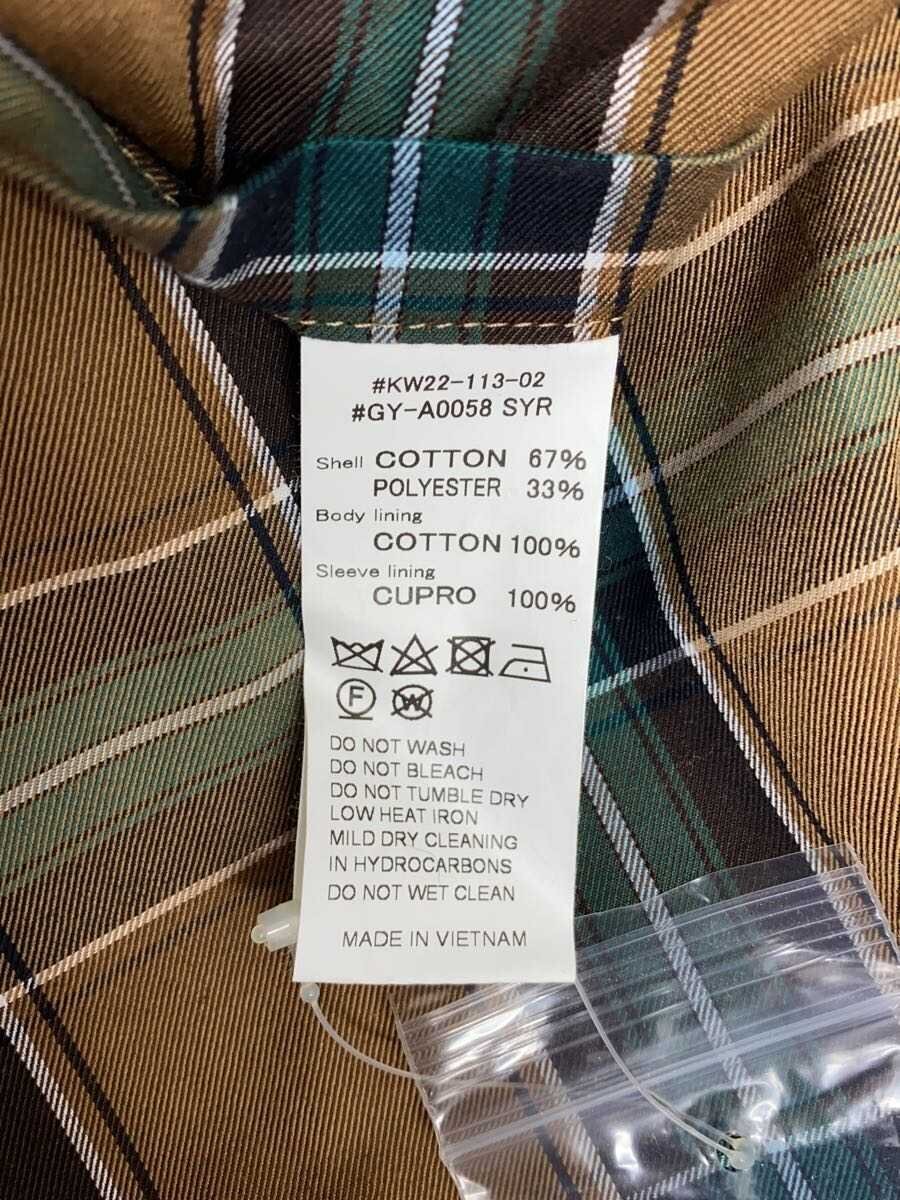 #KW22-113-02
#GY-A0058 SYR
Shell COTTON 67%
POLYESTER 33%
Body lining
COTTON 100%
Sleeve lining
CUPRO 100%
F W
DO NOT WASH
DO NOT BLEACH
DO NOT TUMBLE DRY
LOW HEAT IRON
MILD DRY CLEANING
IN HYDROCARBONS
DO NOT WET CLEAN
MADE IN VIETNAM